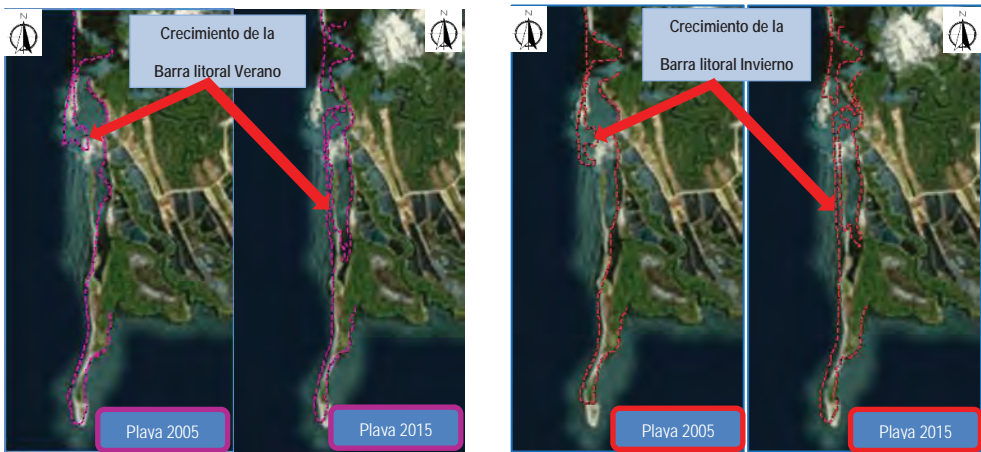 Crecimiento de la
Barra litoral Verano
Crecimiento de la
Barra litoral Invierno
N
N
N
N
Playa 2005
Playa 2015
Playa 2005
Playa 2015